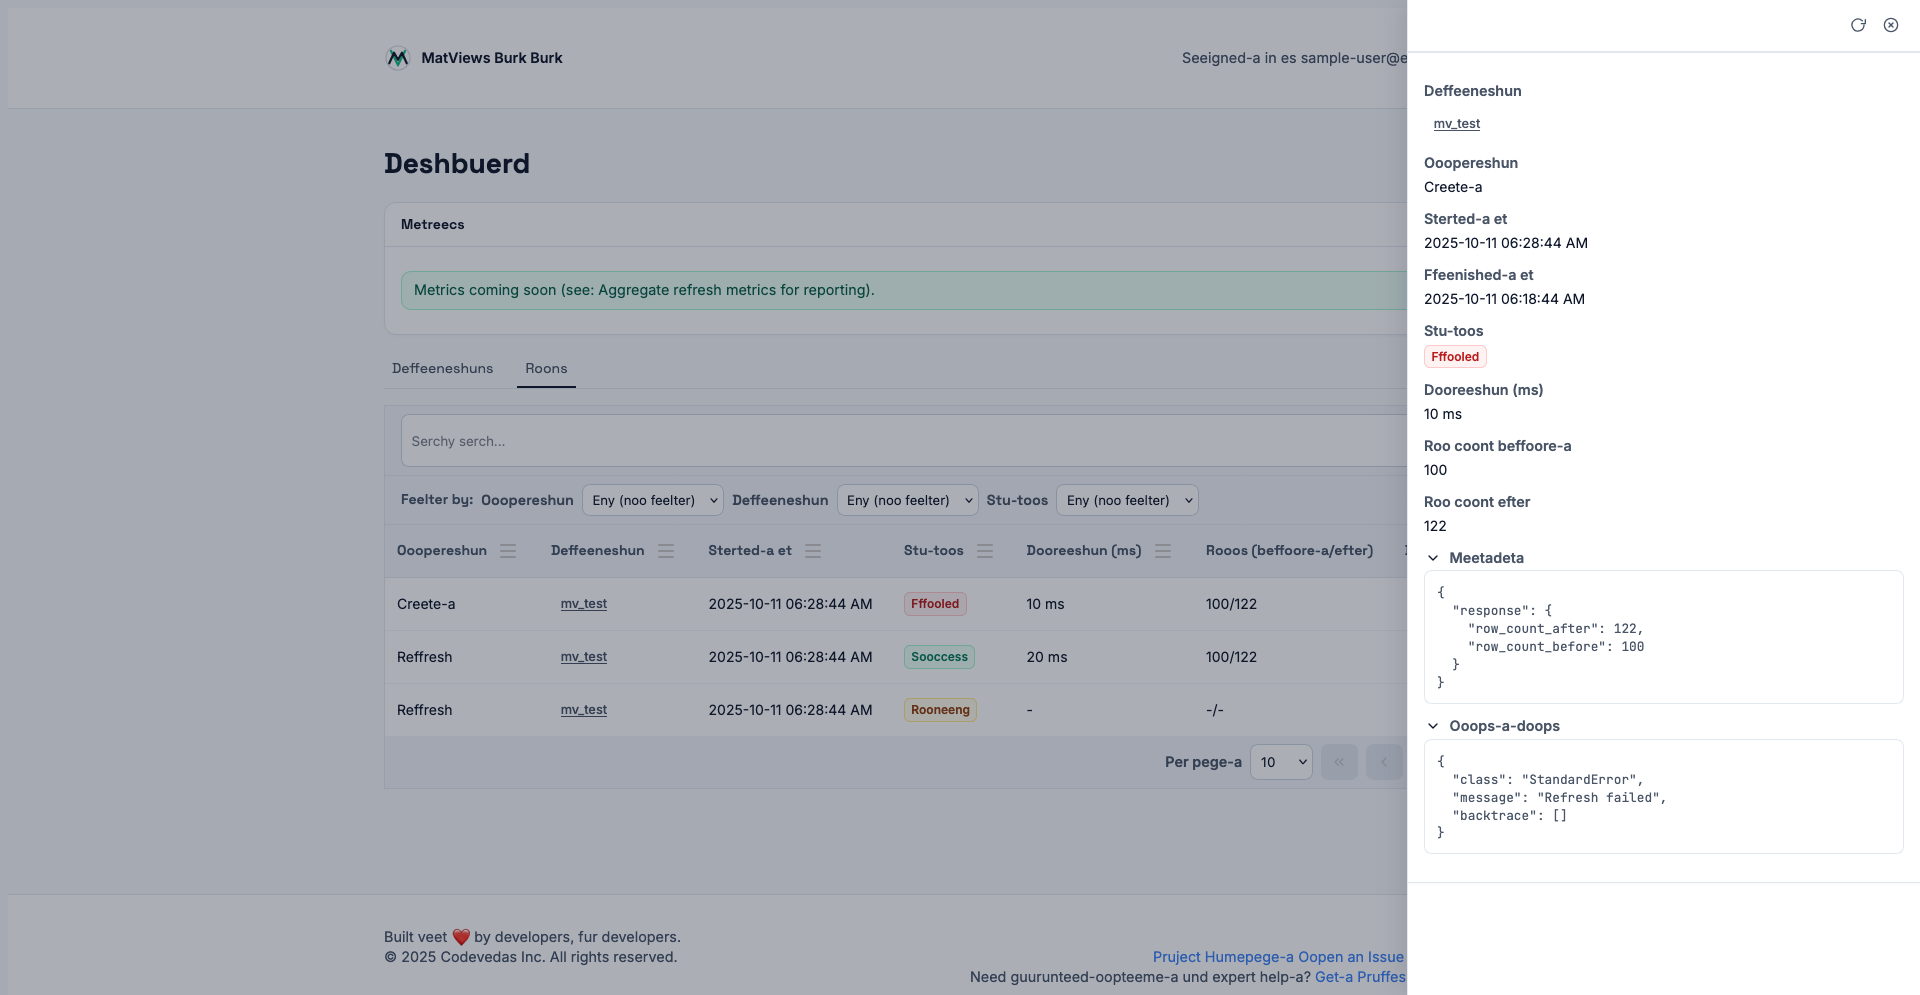 MatViews Burk Burk
Seeigned-a in es sample-user@e
Deshbuerd
Metreecs
Metrics coming soon (see: Aggregate refresh metrics for reporting).
Deffeeneshuns Roons
Serchy serch...
Feelter by: Ooopereshun Eny (noo feelter) Deffeeneshun Eny (noo feelter) Stu-toos Eny (noo feelter)
Ooopereshun Deffeeneshun Sterted-a et Stu-toos Dooreeshun (ms) Rooos (beffoore-a/efter)
Creete-a mv_test 2025-10-11 06:28:44 AM Fffooled 10 ms 100/122
Reffresh mv_test 2025-10-11 06:28:44 AM Sooccess 20 ms 100/122
Reffresh mv_test 2025-10-11 06:28:44 AM Rooneeng - -/-
Per pege-a 10 « ‹
Built veet ❤️ by developers, fur developers.
© 2025 Codevedas Inc. All rights reserved.
Pruject Humepege-a Oopen an Issue
Need guurunteed-oopteeme-a und expert help-a? Get-a Pruffes
Deffeeneshun
mv_test
Ooopereshun
Creete-a
Sterted-a et
2025-10-11 06:28:44 AM
Ffeenished-a et
2025-10-11 06:18:44 AM
Stu-toos
Fffooled
Dooreeshun (ms)
10 ms
Roo coont beffoore-a
100
Roo coont efter
122
Meetadeta
{
"response": {
"row_count_after": 122,
"row_count_before": 100
}
}
Ooops-a-doops
{
"class": "StandardError",
"message": "Refresh failed",
"backtrace": []
}